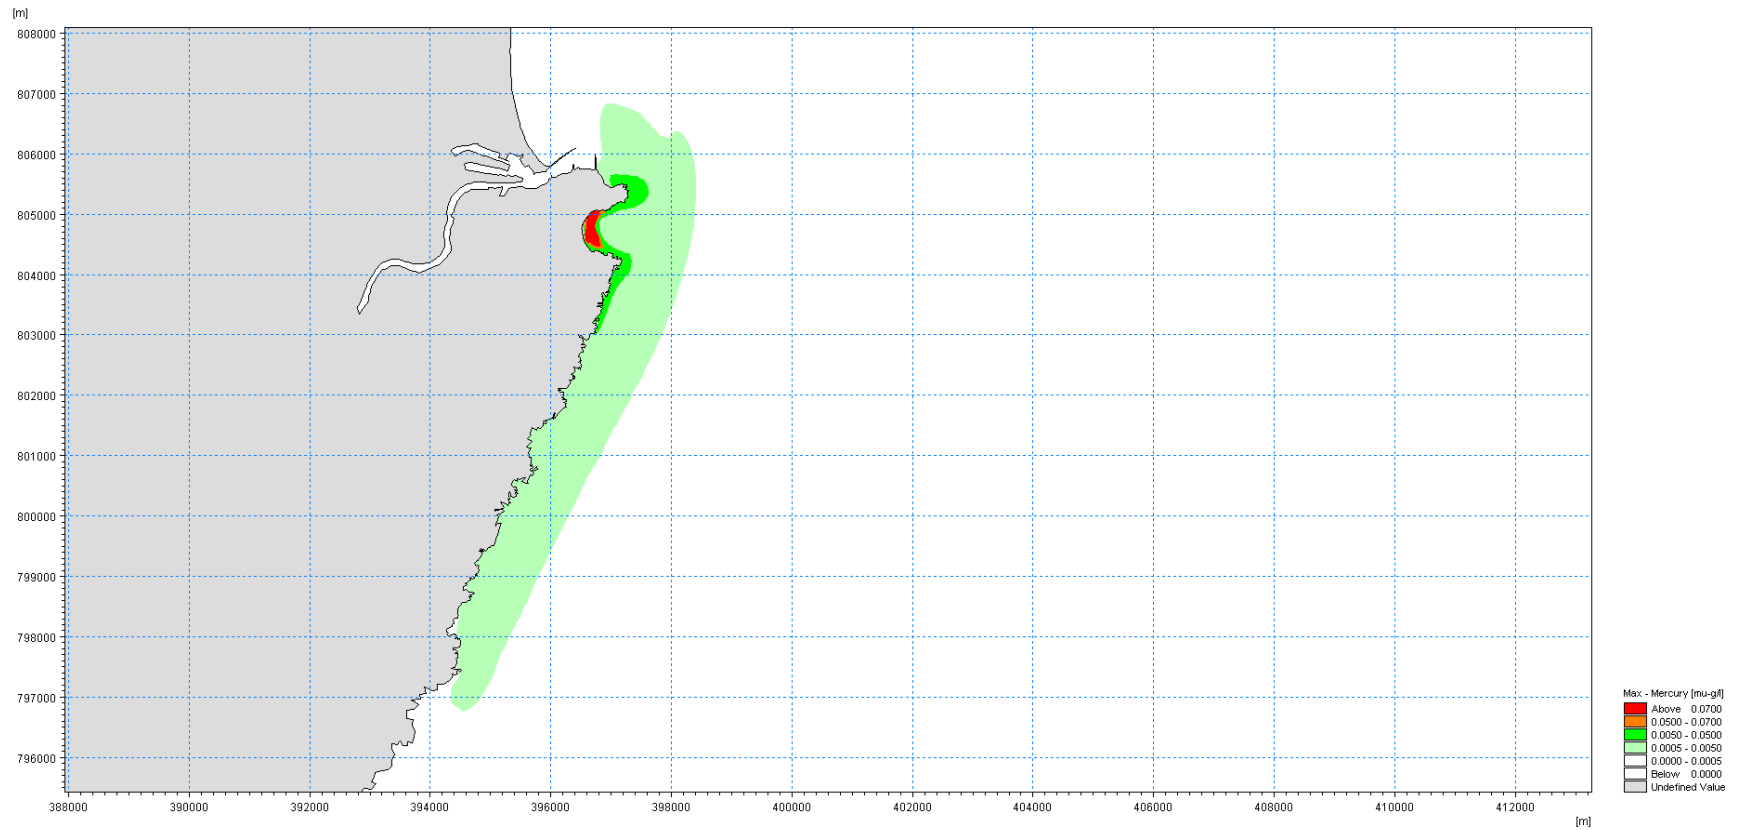 [m]
808000
807000
806000
805000
804000
803000
802000
801000
800000
799000
798000
797000
796000
388000 390000 392000 394000 396000 398000 400000 402000 404000 406000 408000 410000 412000
[m]
Max - Mercury [mu-g/l]
Above 0.0700
0.0500 - 0.0700
0.0050 - 0.0500
0.0005 - 0.0050
0.0000 - 0.0005
Below 0.0000
Undefined Value